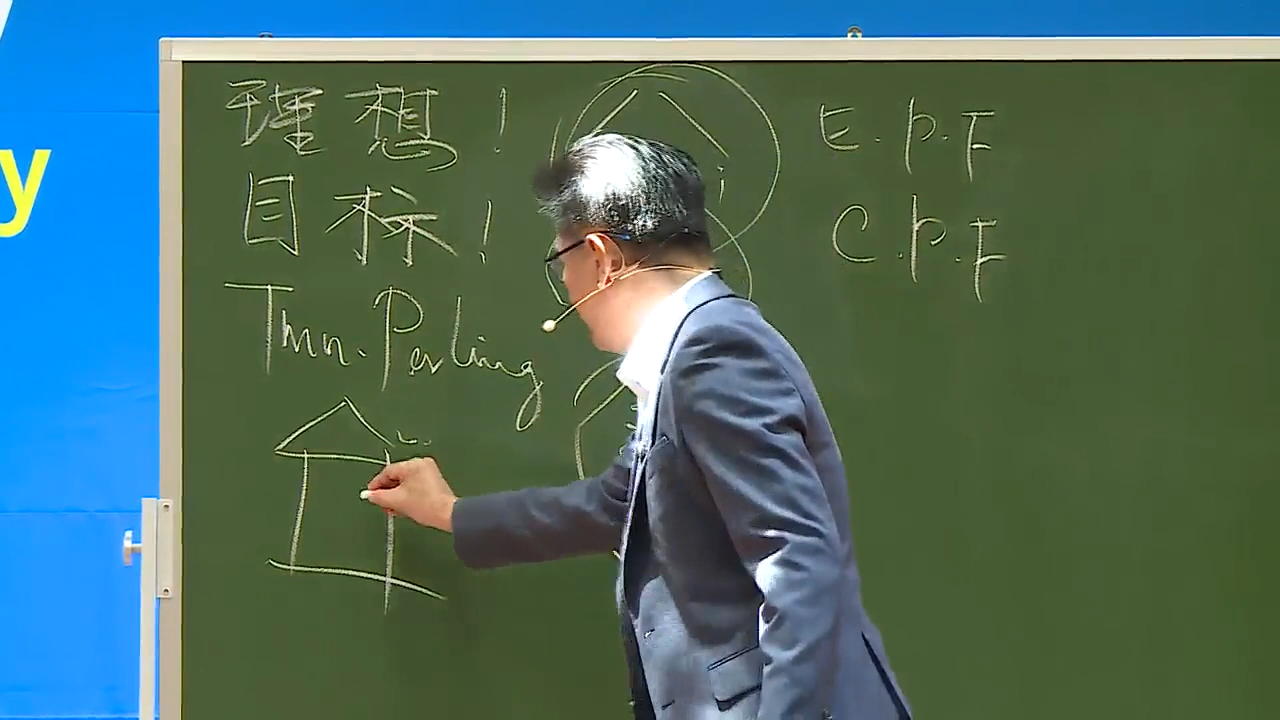 y
理想！
目标！
Tmn. Perling
E.P.F
C.P.F